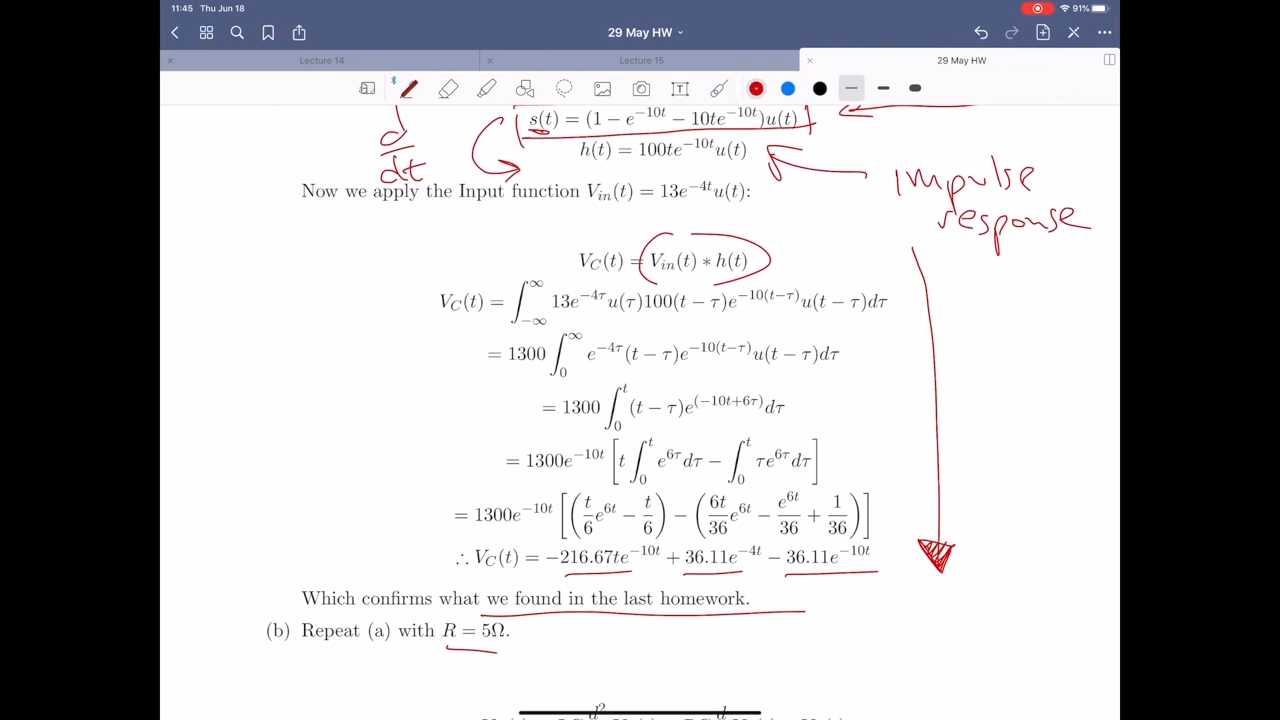 11:45 Thu Jun 18
91%
29 May HW
Lecture 14
Lecture 15
29 May HW
s(t) = (1 − e^{−10t} − 10te^{−10t})u(t)
d/dt
h(t) = 100te^{−10t}u(t)
impulse
response
Now we apply the Input function V_{in}(t) = 13e^{−4t}u(t):
V_C(t) = V_{in}(t) ∗ h(t)
V_C(t) = ∫_{−∞}^{∞} 13e^{−4τ}u(τ)100(t − τ)e^{−10(t−τ)}u(t − τ)dτ
= 1300 ∫_0^∞ e^{−4τ}(t − τ)e^{−10(t−τ)}u(t − τ)dτ
= 1300 ∫_0^t (t − τ)e^{(−10t+6τ)}dτ
= 1300e^{−10t} [t ∫_0^t e^{6τ}dτ − ∫_0^t τe^{6τ}dτ]
= 1300e^{−10t} [(t/6 e^{6t} − t/6) − (6t/36 e^{6t} − e^{6t}/36 + 1/36)]
∴ V_C(t) = −216.67te^{−10t} + 36.11e^{−4t} − 36.11e^{−10t}
Which confirms what we found in the last homework.
(b) Repeat (a) with R = 5Ω.